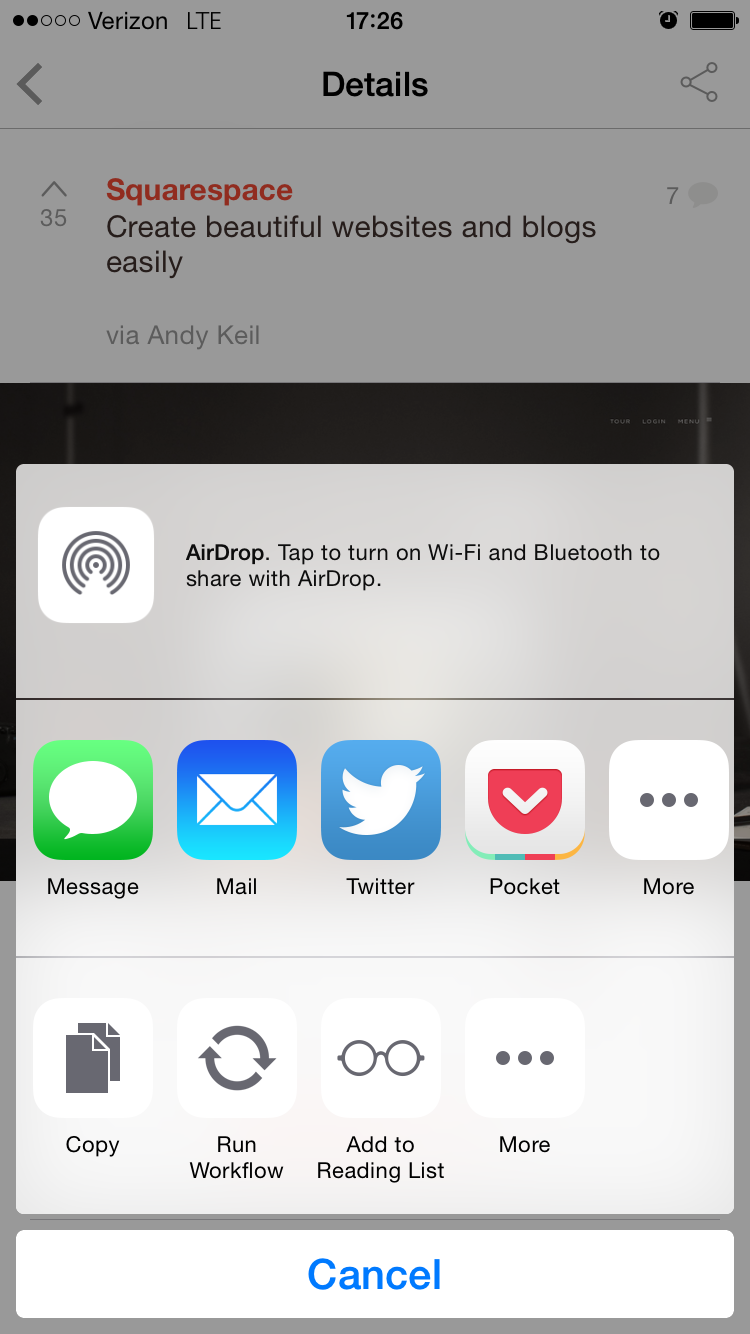 Verizon LTE 17:26
Details
Squarespace 7
35 Create beautiful websites and blogs
easily
via Andy Keil
TOUR LOGIN MENU
AirDrop. Tap to turn on Wi-Fi and Bluetooth to
share with AirDrop.
Message Mail Twitter Pocket More
Copy Run Add to More
Workflow Reading List
Cancel